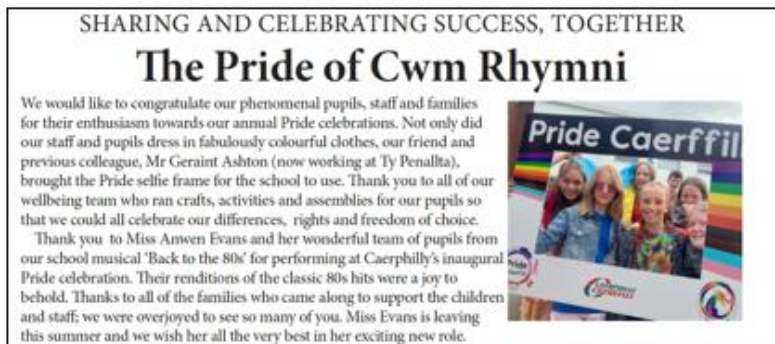 SHARING AND CELEBRATING SUCCESS, TOGETHER
The Pride of Cwm Rhymni
We would like to congratulate our phenomenal pupils, staff and families
for their enthusiasm towards our annual Pride celebrations. Not only did
our staff and pupils dress in fabulously colourful clothes, our friend and
previous colleague, Mr Geraint Ashton (now working at Ty Penallta),
brought the Pride selfie frame for the school to use. Thank you to all of our
wellbeing team who ran crafts, activities and assemblies for our pupils so
that we could all celebrate our differences, rights and freedom of choice.
Thank you to Miss Anwen Evans and her wonderful team of pupils from
our school musical 'Back to the 80s' for performing at Caerphilly's inaugural
Pride celebration. Their renditions of the classic 80s hits were a joy to
behold. Thanks to all of the families who came along to support the children
and staff; we were overjoyed to see so many of you. Miss Evans is leaving
this summer and we wish her all the very best in her exciting new role.
Pride Caerffil
Pride